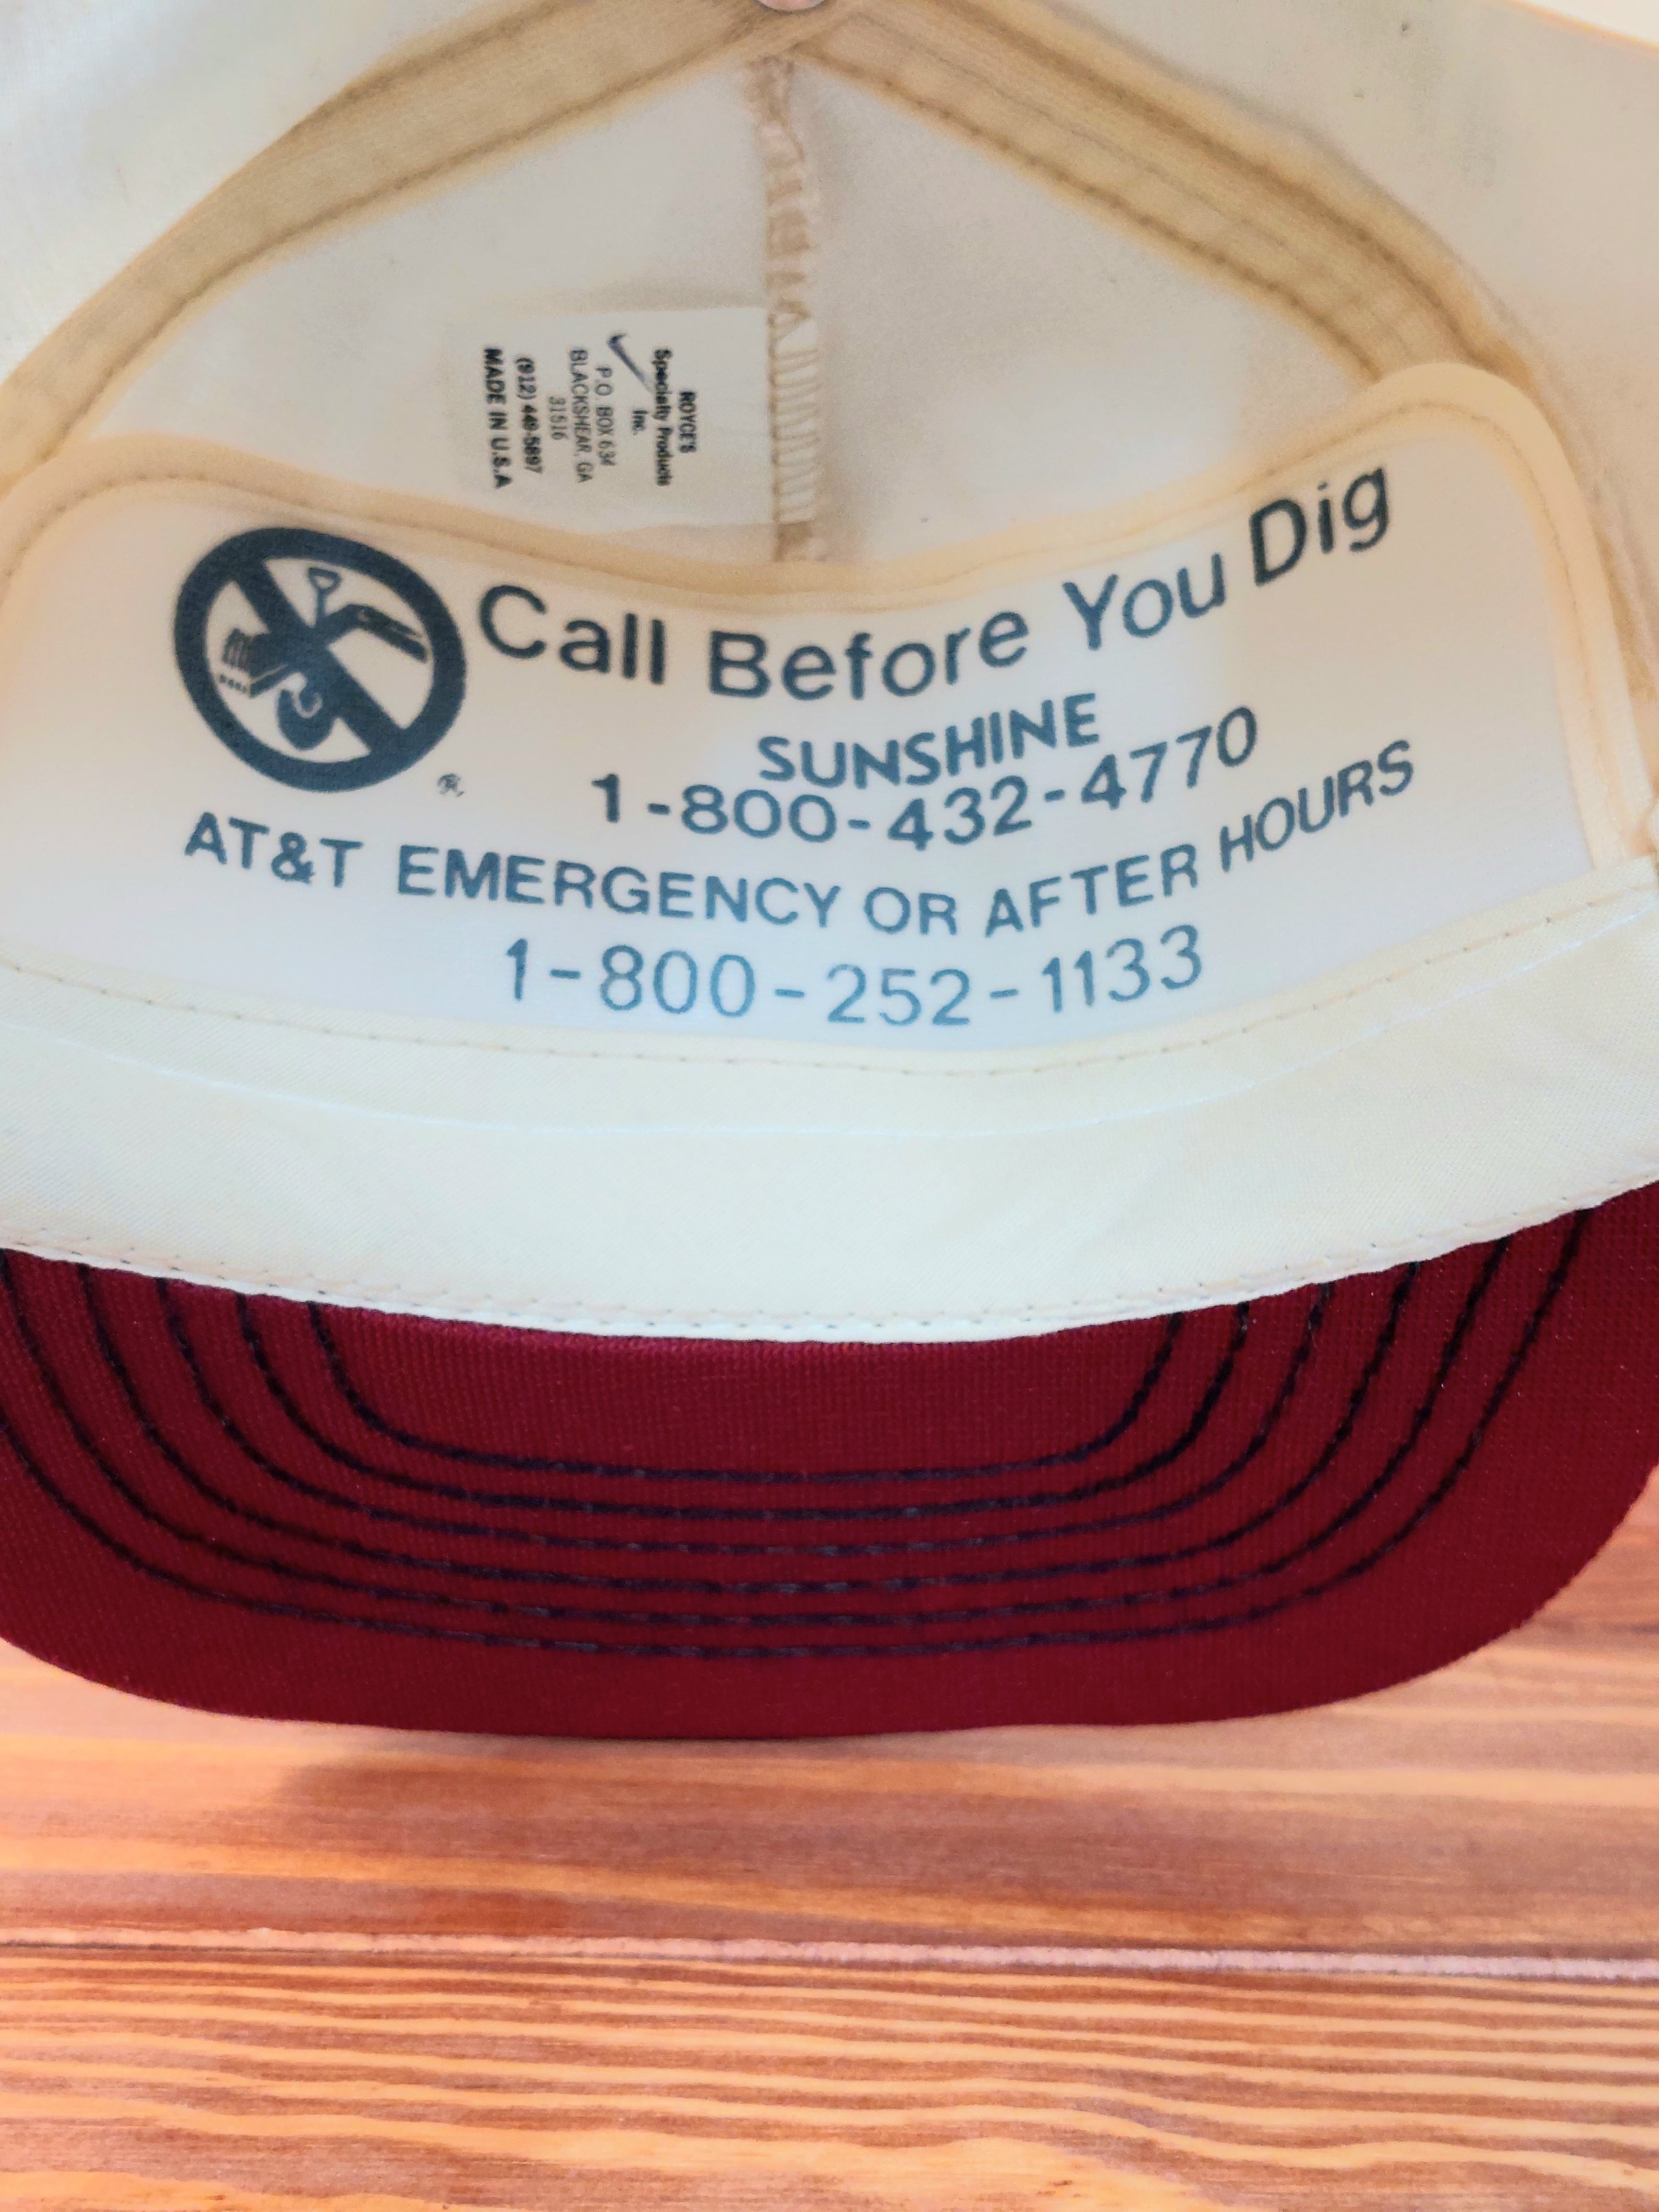 ROYCE'S
Specialty Products
Inc.
P.O. BOX 634
BLACKSHEAR, GA
31516
(912) 449-5897
MADE IN U.S.A
Call Before You Dig
®
SUNSHINE
1-800-432-4770
AT&T EMERGENCY OR AFTER HOURS
1-800-252-1133